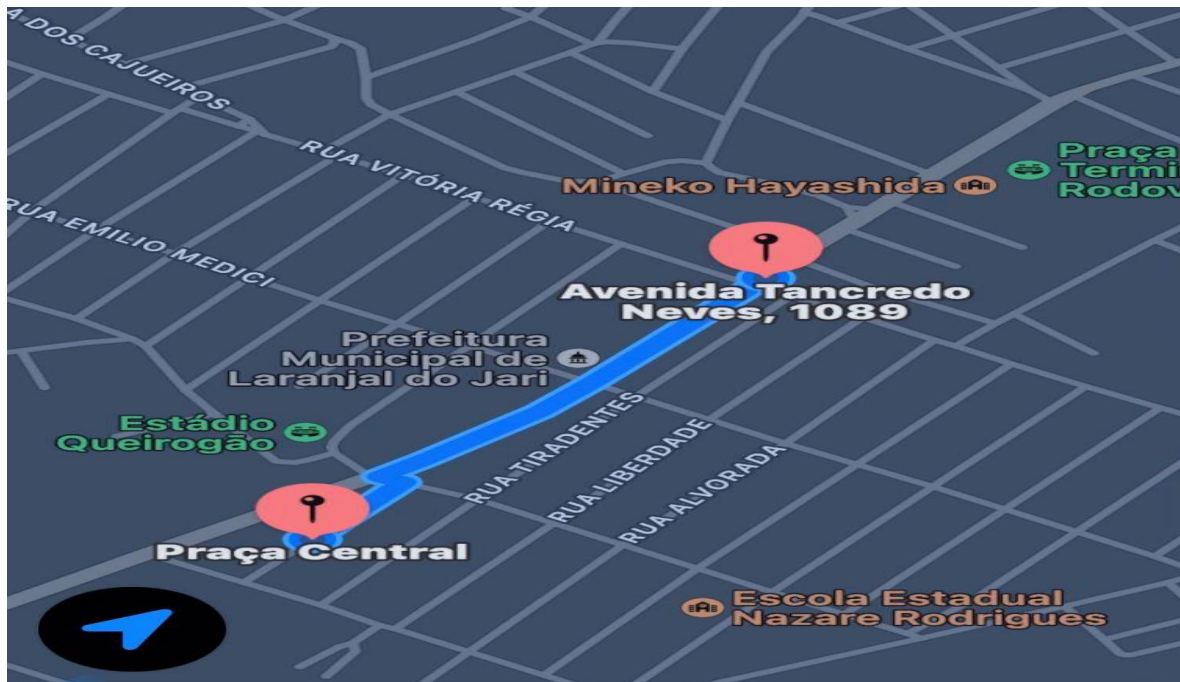 A DOS CAJUEIROS
RUA VITÓRIA RÉGIA
Praça
Termi
Rodov
Mineko Hayashida
RUA EMILIO MEDICI
Avenida Tancredo
Neves, 1089
Prefeitura
Municipal de
Laranjal do Jari
Estádio
Queirogão
RUA TIRADENTES
RUA LIBERDADE
RUA ALVORADA
Praça Central
Escola Estadual
Nazare Rodrigues